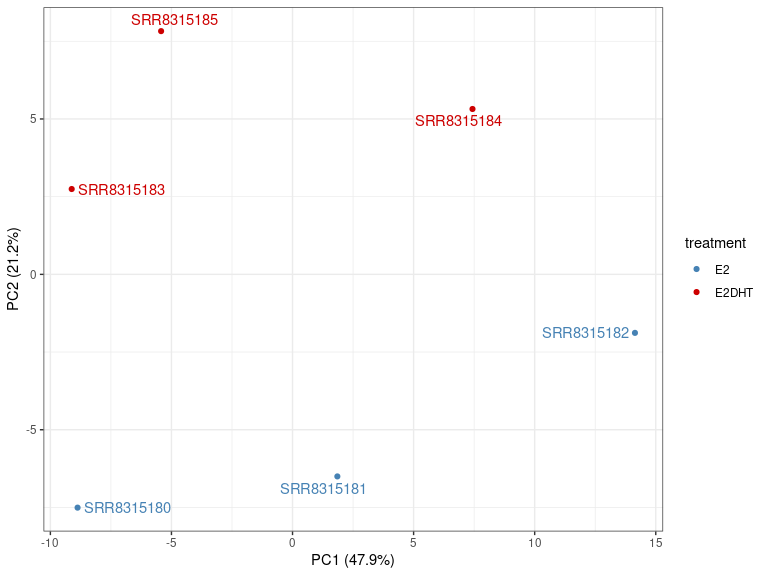 SRR8315185
SRR8315184
SRR8315183
SRR8315182
SRR8315181
SRR8315180
5
0
-5
-10
-5
0
5
10
15
PC1 (47.9%)
PC2 (21.2%)
treatment
E2
E2DHT